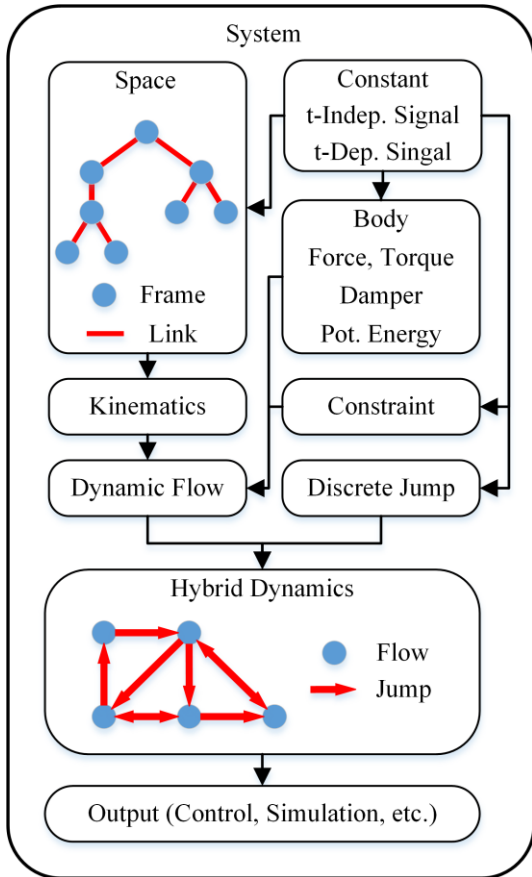 System
Space
Frame
Link
Constant
t-Indep. Signal
t-Dep. Singal
Body
Force, Torque
Damper
Pot. Energy
Kinematics
Constraint
Dynamic Flow
Discrete Jump
Hybrid Dynamics
Flow
Jump
Output (Control, Simulation, etc.)